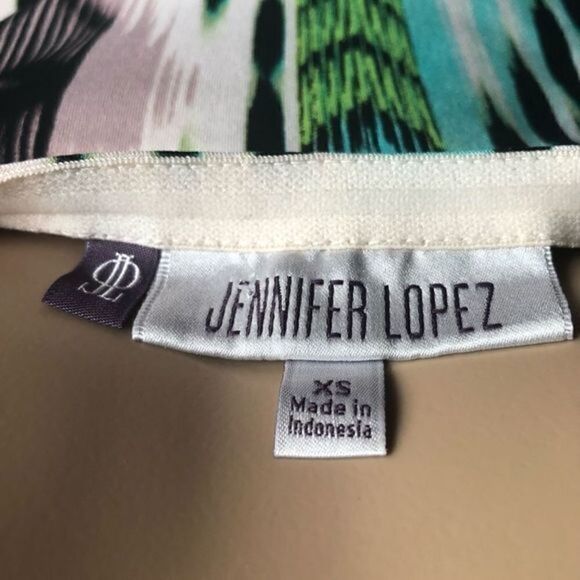 JL
JENNIFER LOPEZ
XS
Made in
Indonesia